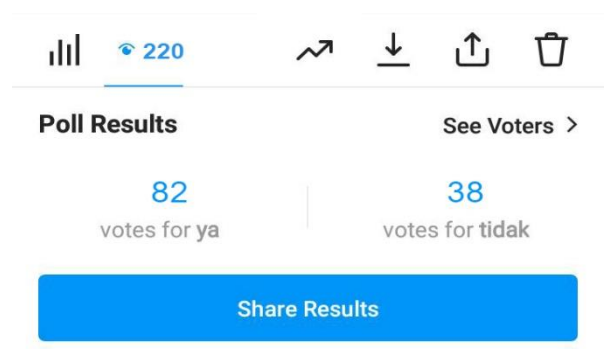 220
Poll Results
See Voters >
82
votes for ya
38
votes for tidak
Share Results